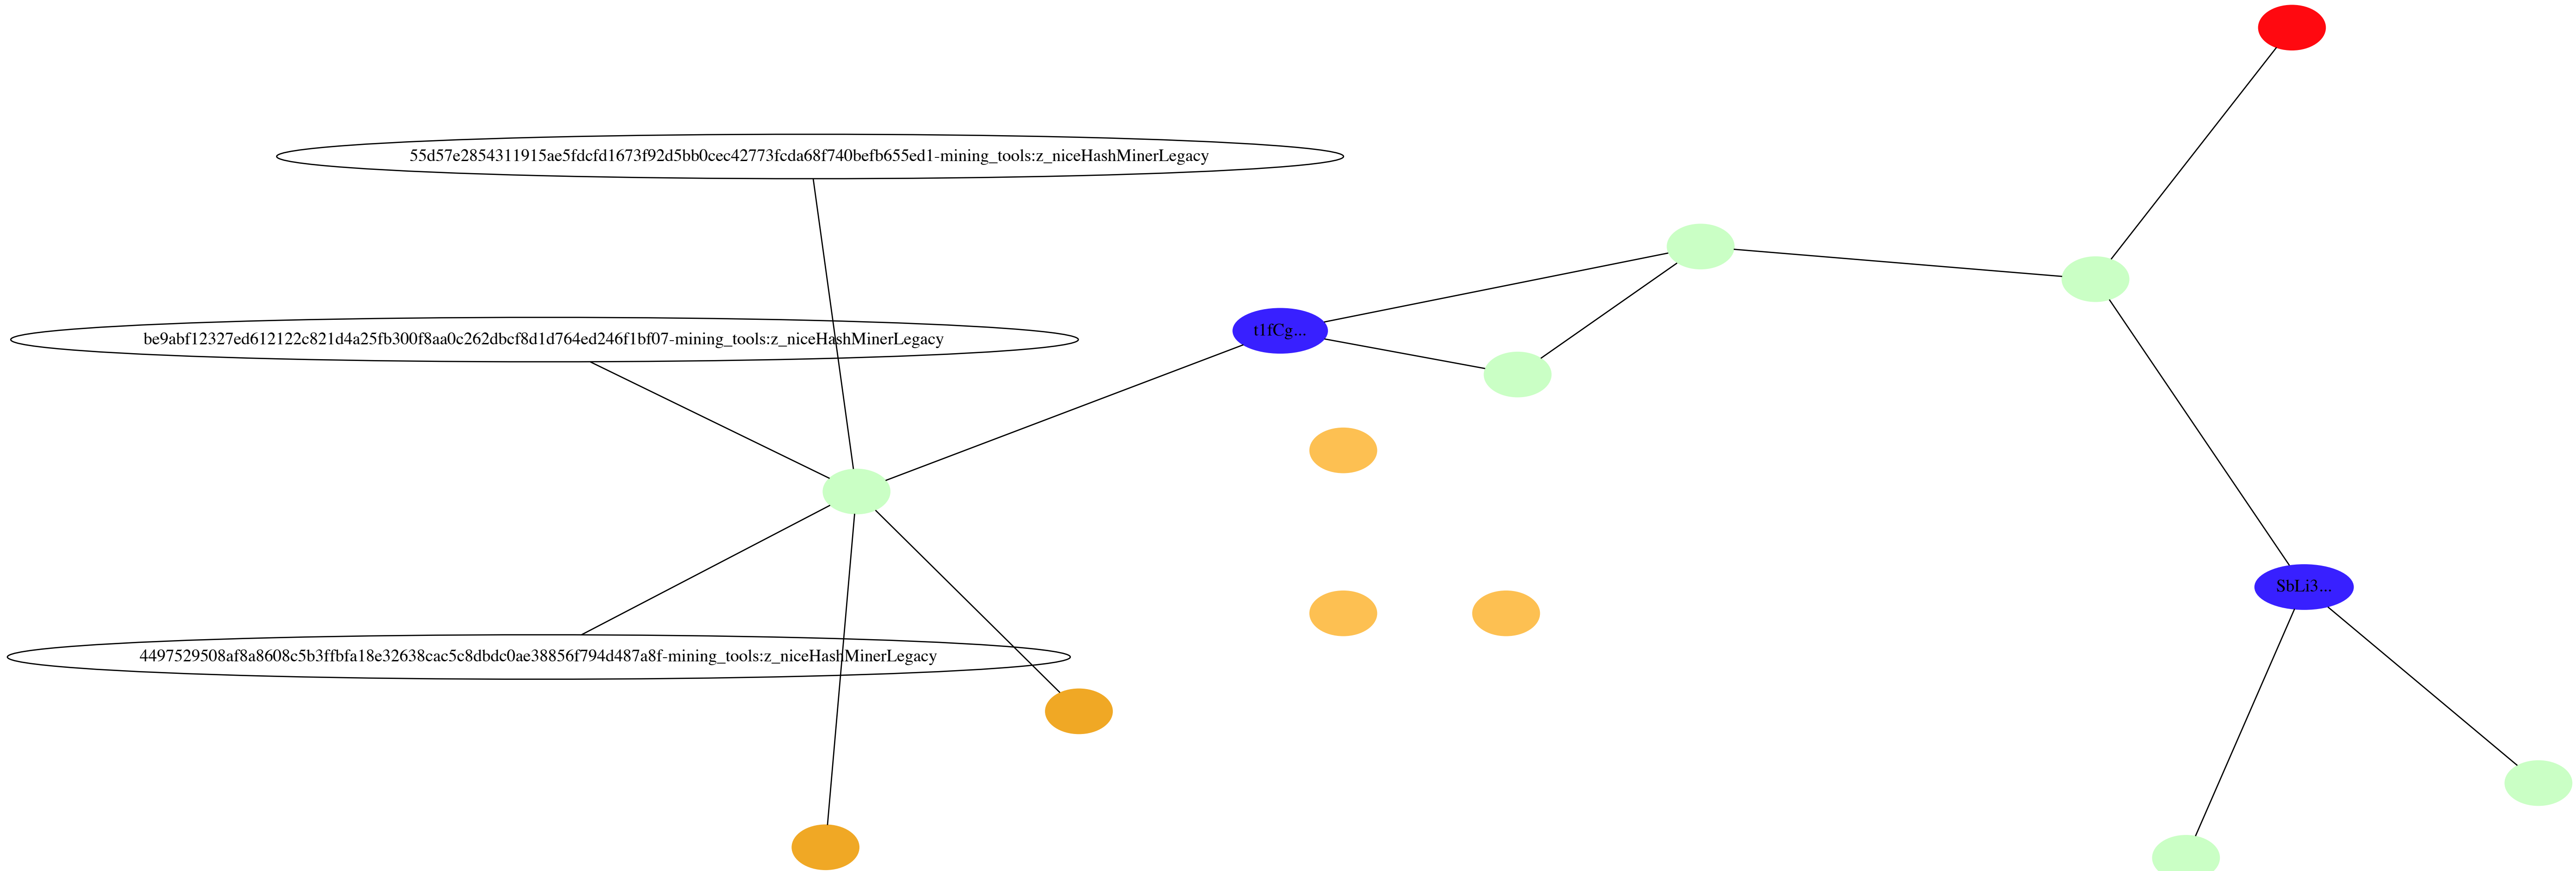 55d57e2854311915ae5fdcfd1673f92d5bb0cec42773fcda68f740befb655ed1-mining_tools:z_niceHashMinerLegacy
t1fCg...
be9abf12327ed612122c821d4a25fb300f8aa0c262dbcf8d1d764ed246f1bf07-mining_tools:z_niceHashMinerLegacy
SbLi3...
4497529508af8a8608c5b3ffbfa18e32638cac5c8dbdc0ae38856f794d487a8f-mining_tools:z_niceHashMinerLegacy